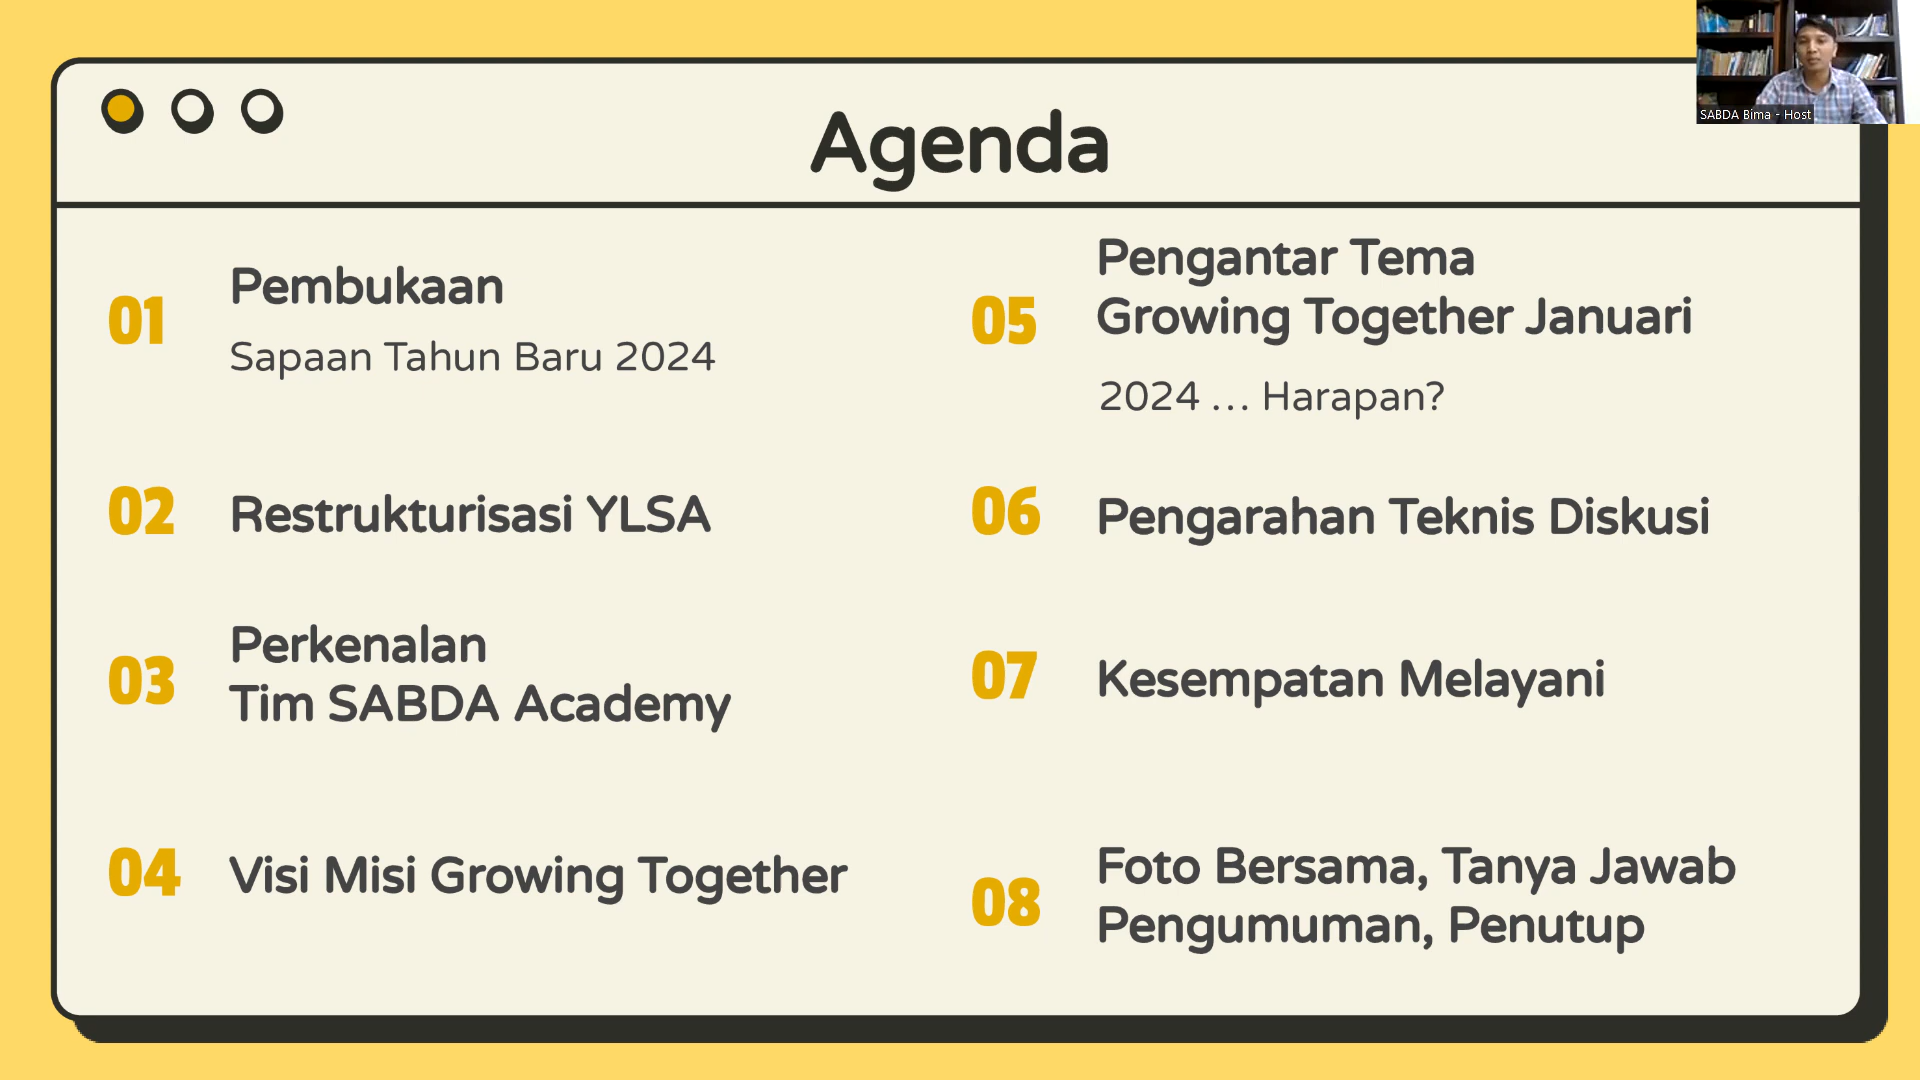 Agenda
01
Pembukaan
Sapaan Tahun Baru 2024
02
Restrukturisasi YLSA
03
Perkenalan
Tim SABDA Academy
04
Visi Misi Growing Together
05
Pengantar Tema
Growing Together Januari
2024 ... Harapan?
06
Pengarahan Teknis Diskusi
07
Kesempatan Melayani
08
Foto Bersama, Tanya Jawab
Pengumuman, Penutup
SABDA Bima - Host